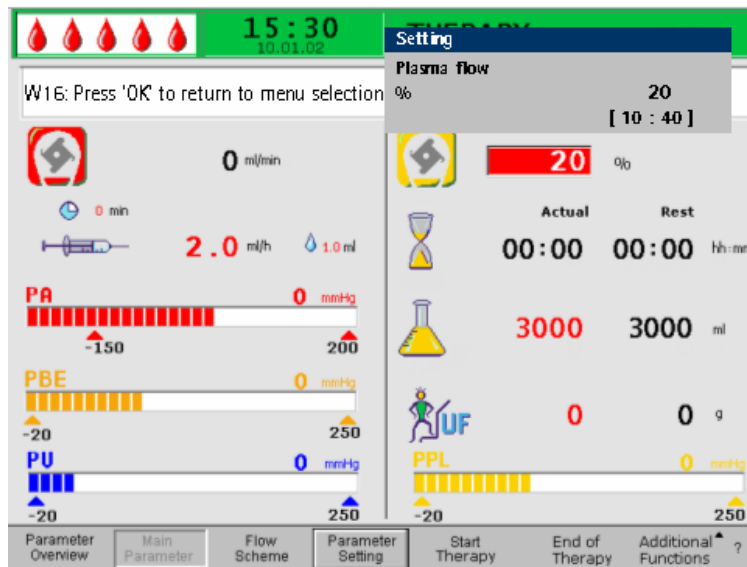 15:30
10.01.02
THERAPY
Setting
Plasma flow
% 20
[ 10 : 40 ]
W16: Press 'OK' to return to menu selection
0 ml/min
20 %
0 min
Actual Rest
2.0 ml/h 1.0 ml
00:00 00:00 hh:mm
PA 0 mmHg
-150 200
3000 3000 ml
PBE 0 mmHg
-20 250
UF 0 0 g
PV 0 mmHg
-20 250
PPL 0 mmHg
-20 250
Parameter Overview
Main Parameter
Flow Scheme
Parameter Setting
Start Therapy
End of Therapy
Additional Functions
?